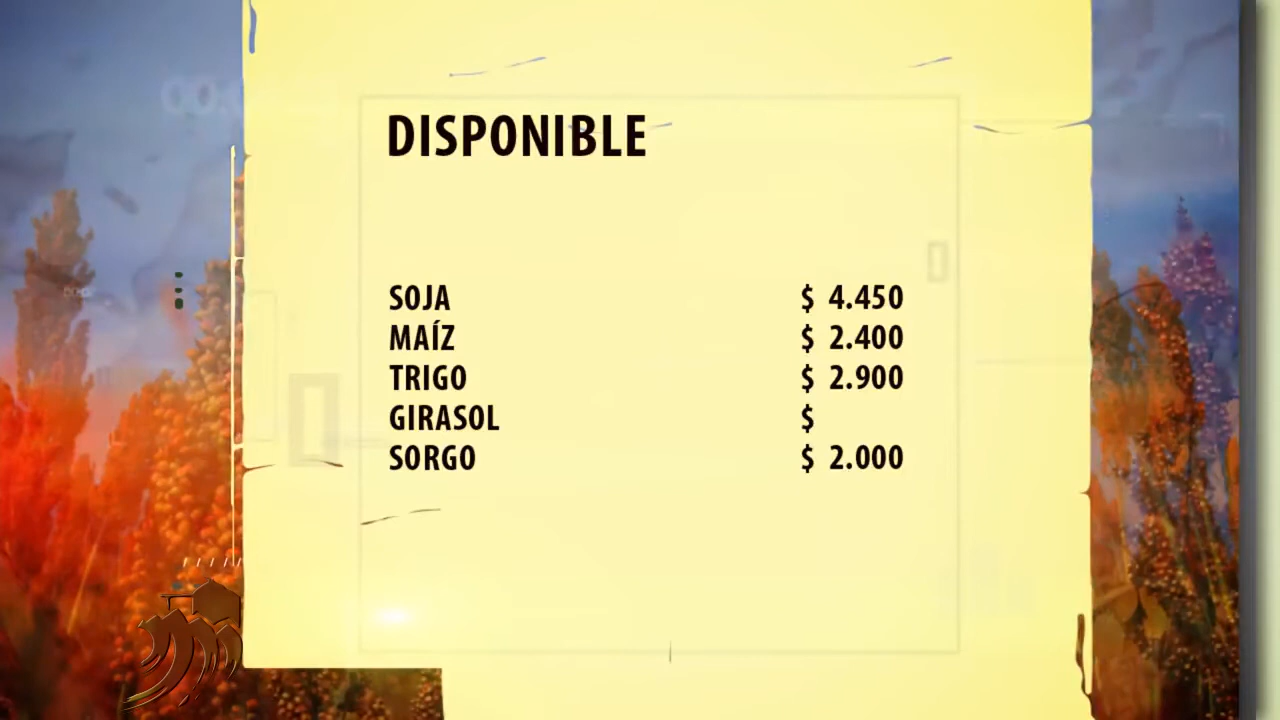 DISPONIBLE
SOJA $ 4.450
MAÍZ $ 2.400
TRIGO $ 2.900
GIRASOL $
SORGO $ 2.000